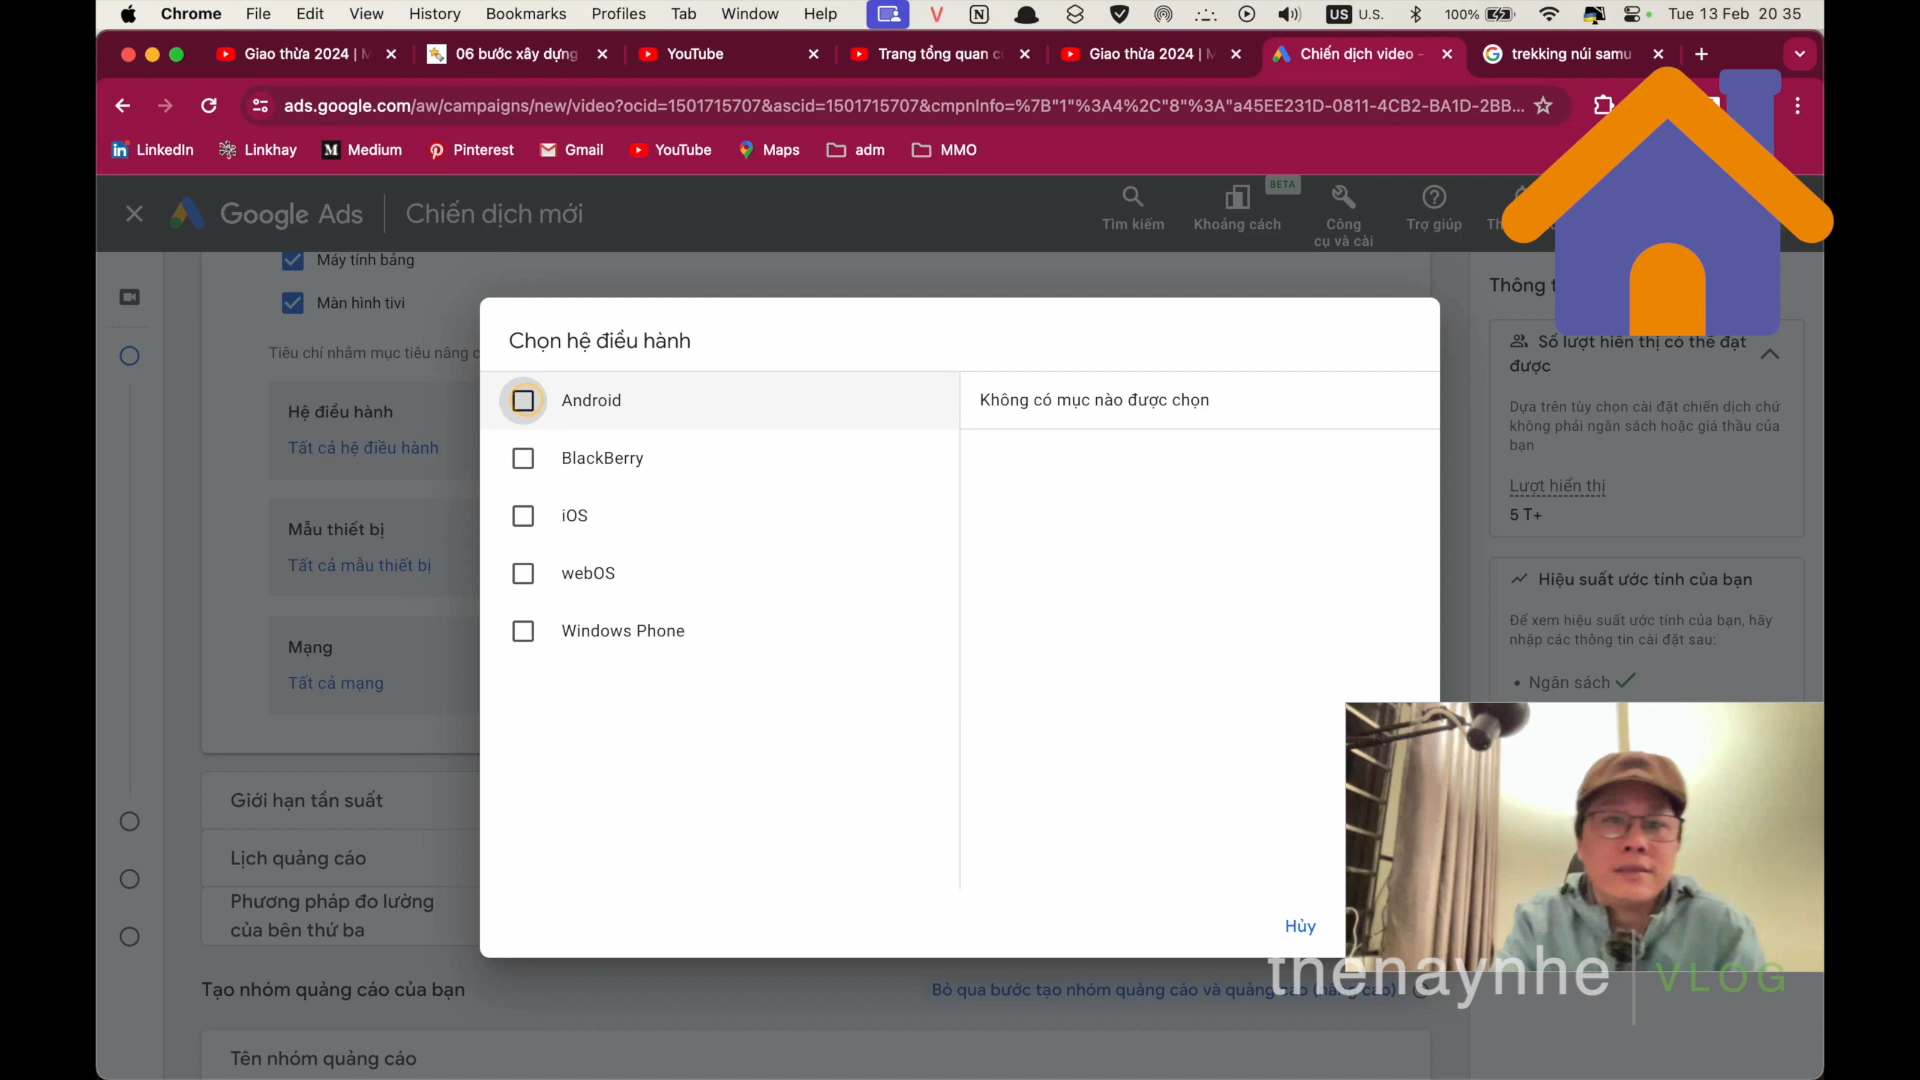 Chrome File Edit View History Bookmarks Profiles Tab Window Help V N US U.S. 100% Tue 13 Feb 20 35
Giao thừa 2024 | 06 bước xây dựng YouTube Trang tổng quan Giao thừa 2024 | Chiến dịch video - trekking núi samu
ads.google.com/aw/campaigns/new/video?ocid=1501715707&ascid=1501715707&cmpnInfo=%7B"1"%3A4%2C"8"%3A"a45EE231D-0811-4CB2-BA1D-2BB...
in LinkedIn Linkhay M Medium Pinterest Gmail YouTube Maps adm MMO
Google Ads Chiến dịch mới
BETA
Tìm kiếm Khoảng cách Công Trợ giúp
cụ và cài
Máy tính bảng
Màn hình tivi
Tiêu chí nhắm mục tiêu nâng
Hệ điều hành
Tất cả hệ điều hành
Mẫu thiết bị
Tất cả mẫu thiết bị
Mạng
Tất cả mạng
Giới hạn tần suất
Lịch quảng cáo
Phương pháp đo lường
của bên thứ ba
Tạo nhóm quảng cáo của bạn
Bỏ qua bước tạo nhóm quảng cáo và quảng cáo (nâng cao)
Tên nhóm quảng cáo
Chọn hệ điều hành
Android
BlackBerry
iOS
webOS
Windows Phone
Không có mục nào được chọn
Hủy
Thông
Số lượt hiển thị có thể đạt
được
Dựa trên tùy chọn cài đặt chiến dịch chứ
không phải ngân sách hoặc giá thầu của
bạn
Lượt hiển thị
5 T+
Hiệu suất ước tính của bạn
Để xem hiệu suất ước tính của bạn, hãy
nhập các thông tin cài đặt sau:
• Ngân sách
thenaynhe VLOG